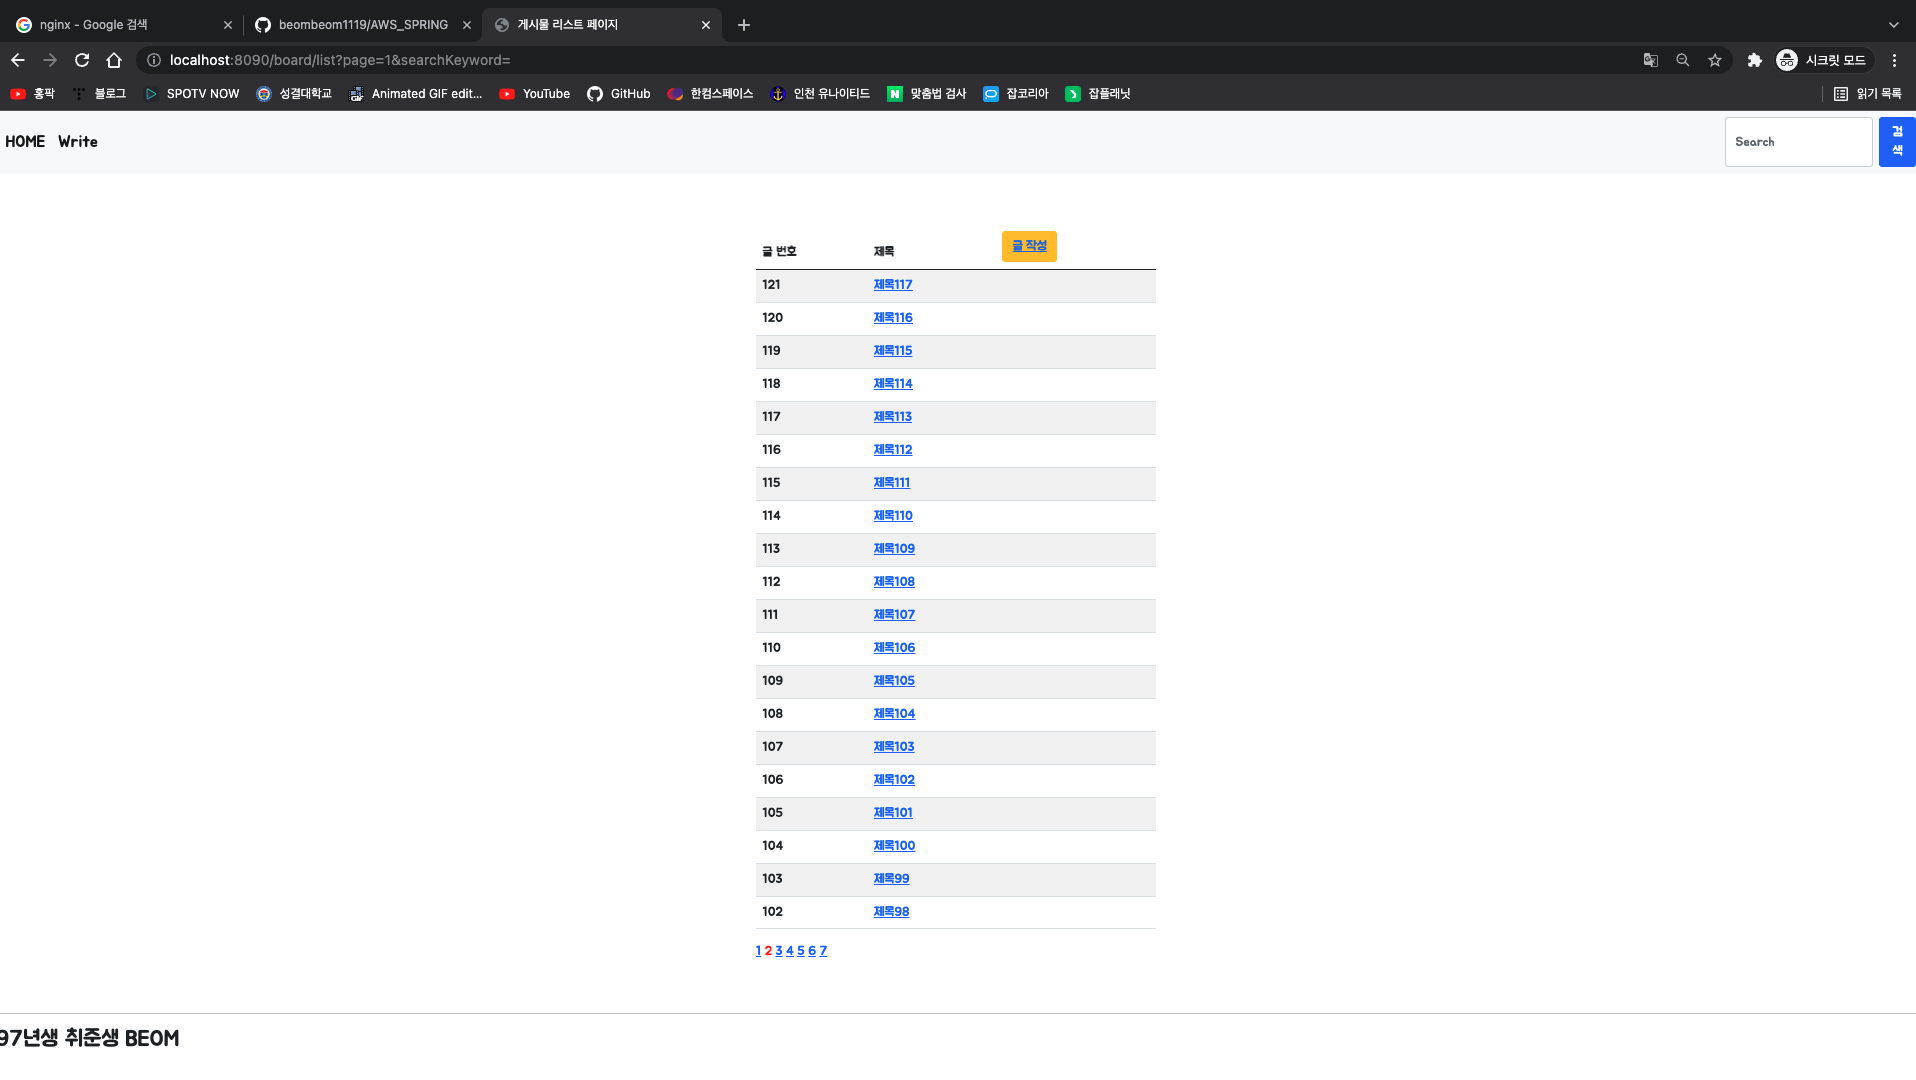 nginx - Google 검색
beombeom1119/AWS_SPRING
게시물 리스트 페이지
localhost:8090/board/list?page=1&searchKeyword=
시크릿 모드
홍팍 블로그 SPOTV NOW 성결대학교 Animated GIF edit... YouTube GitHub 한컴스페이스 인천 유나이티드 맞춤법 검사 잡코리아 잡플래닛 읽기 목록
HOME Write Search 검색
글 번호 제목 글 작성
121 제목117
120 제목116
119 제목115
118 제목114
117 제목113
116 제목112
115 제목111
114 제목110
113 제목109
112 제목108
111 제목107
110 제목106
109 제목105
108 제목104
107 제목103
106 제목102
105 제목101
104 제목100
103 제목99
102 제목98
1 2 3 4 5 6 7
97년생 취준생 BEOM